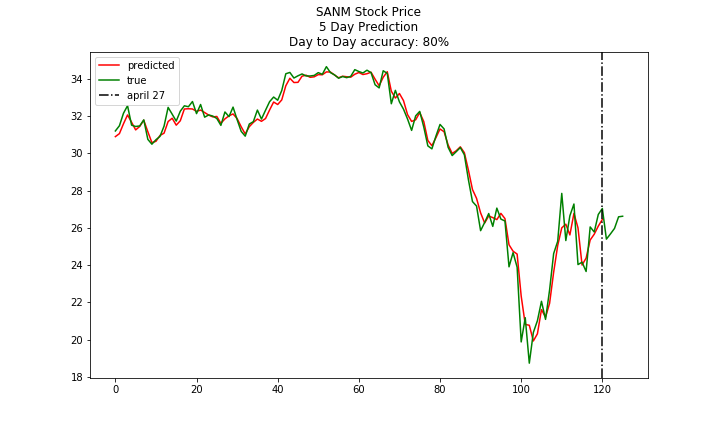 SANM Stock Price
5 Day Prediction
Day to Day accuracy: 80%
predicted
true
april 27
34
32
30
28
26
24
22
20
18
0
20
40
60
80
100
120